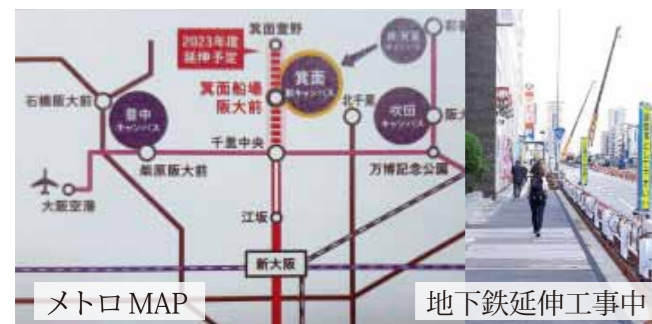 箕面萱野
2023年度
延伸予定
箕面
新キャンパス
箕面船場
阪大前
石橋阪大前
豊中
キャンパス
北千里
吹田
キャンパス
千里中央
柴原阪大前
万博記念公園
大阪空港
江坂
新大阪
メトロMAP
地下鉄延伸工事中